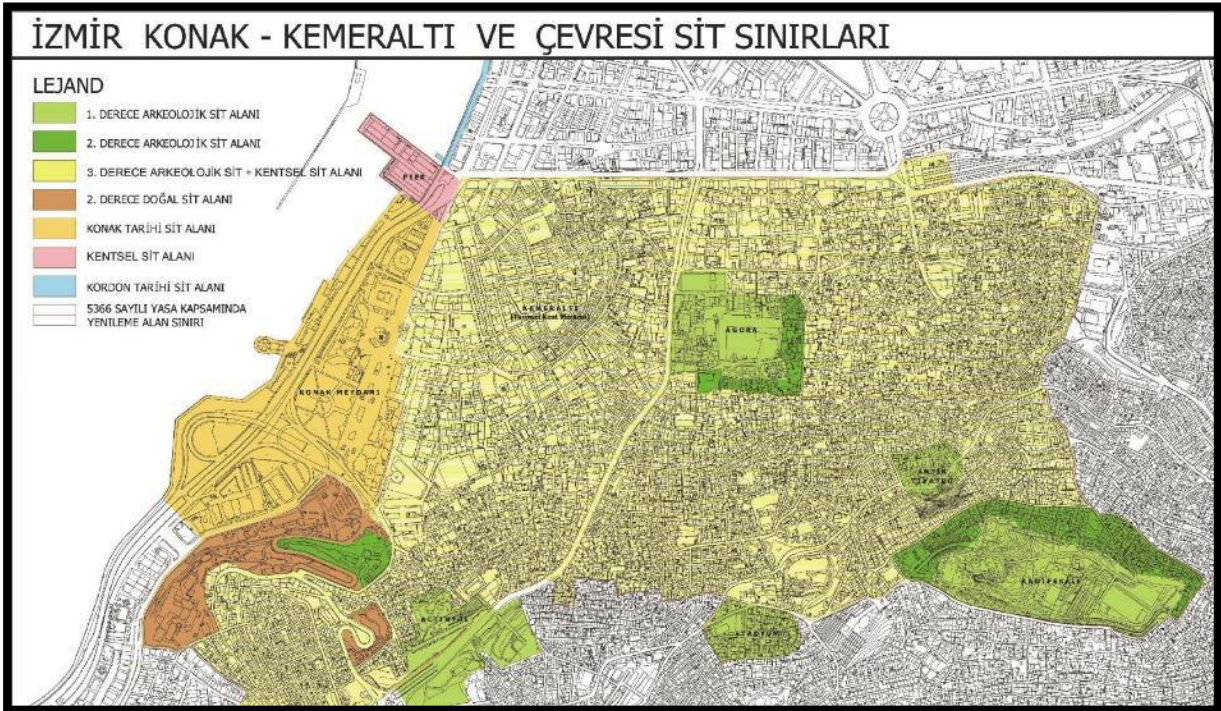 İZMİR KONAK - KEMERALTI VE ÇEVRESİ SİT SINIRLARI
LEJAND
1. DERECE ARKEOLOJİK SİT ALANI
2. DERECE ARKEOLOJİK SİT ALANI
3. DERECE ARKEOLOJİK SİT + KENTSEL SİT ALANI
2. DERECE DOĞAL SİT ALANI
KONAK TARİHİ SİT ALANI
KENTSEL SİT ALANI
KORDON TARİHİ SİT ALANI
5366 SAYILI YASA KAPSAMINDA
YENİLEME ALAN SINIRI
PIER
KEMERALTI
AGORA
KONAK MEYDANI
ANTİK
TİYATRO
KADİFEKALE
ALTINYOL
STADYUM